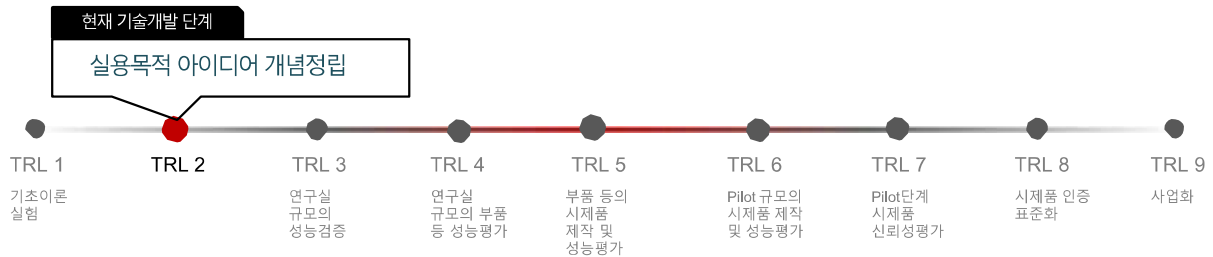 현재 기술개발 단계
실용목적 아이디어 개념정립
TRL 1
기초이론
실험
TRL 2
TRL 3
연구실
규모의
성능검증
TRL 4
연구실
규모의 부품
등 성능평가
TRL 5
부품 등의
시제품
제작 및
성능평가
TRL 6
Pilot 규모의
시제품 제작
및 성능평가
TRL 7
Pilot단계
시제품
신뢰성평가
TRL 8
시제품 인증
표준화
TRL 9
사업화